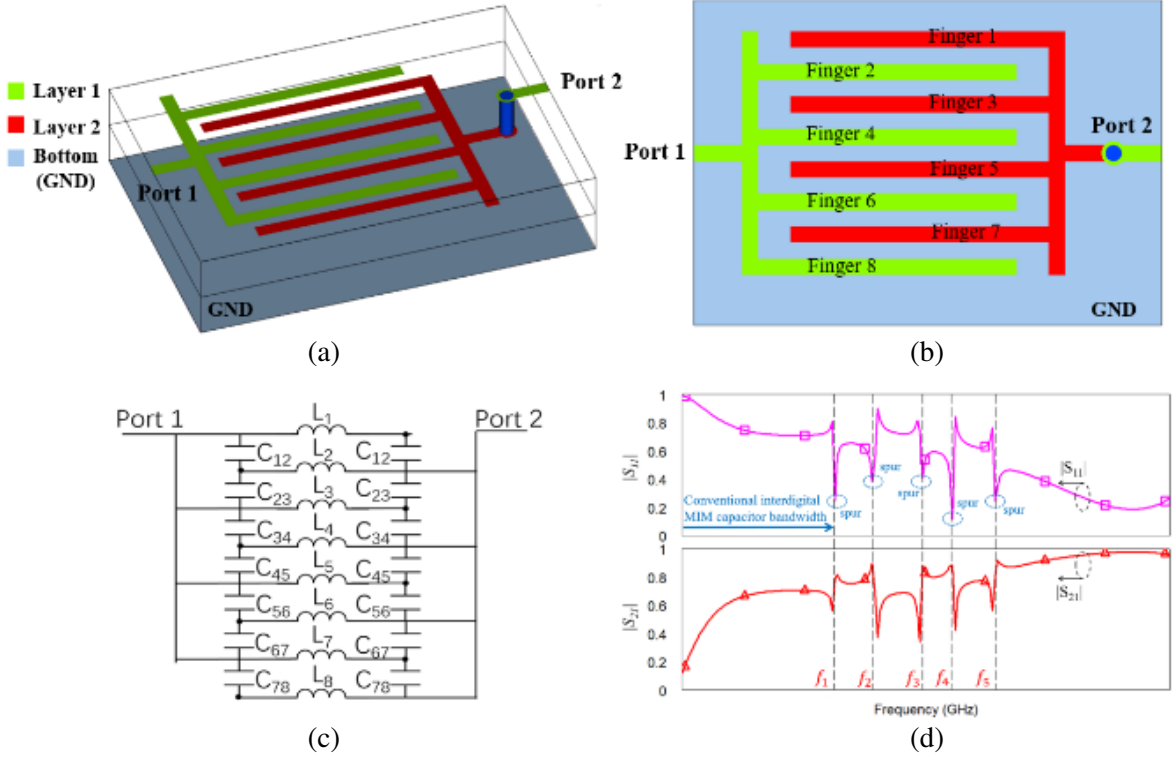 Layer 1
Layer 2
Bottom
(GND)
Port 1
Port 2
GND
(a)
Finger 1
Finger 2
Finger 3
Finger 4
Finger 5
Finger 6
Finger 7
Finger 8
Port 1
Port 2
GND
(b)
Port 1
Port 2
L1
C12
C12
L2
C23
C23
L3
C34
C34
L4
C45
C45
L5
C56
C56
L6
C67
C67
L7
C78
C78
L8
(c)
1
0.8
0.6
0.4
0.2
0
Conventional interdigital
MIM capacitor bandwidth
spur
spur
spur
spur
spur
|S11|
1
0.8
0.6
0.4
0.2
0
|S21|
|S21|
f1
f2
f3
f4
f5
Frequency (GHz)
(d)